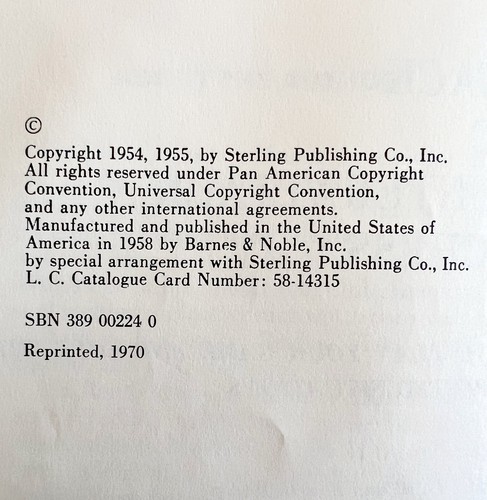 ©
Copyright 1954, 1955, by Sterling Publishing Co., Inc.
All rights reserved under Pan American Copyright
Convention, Universal Copyright Convention,
and any other international agreements.
Manufactured and published in the United States of
America in 1958 by Barnes & Noble, Inc.
by special arrangement with Sterling Publishing Co., Inc.
L. C. Catalogue Card Number: 58-14315
SBN 389 00224 0
Reprinted, 1970